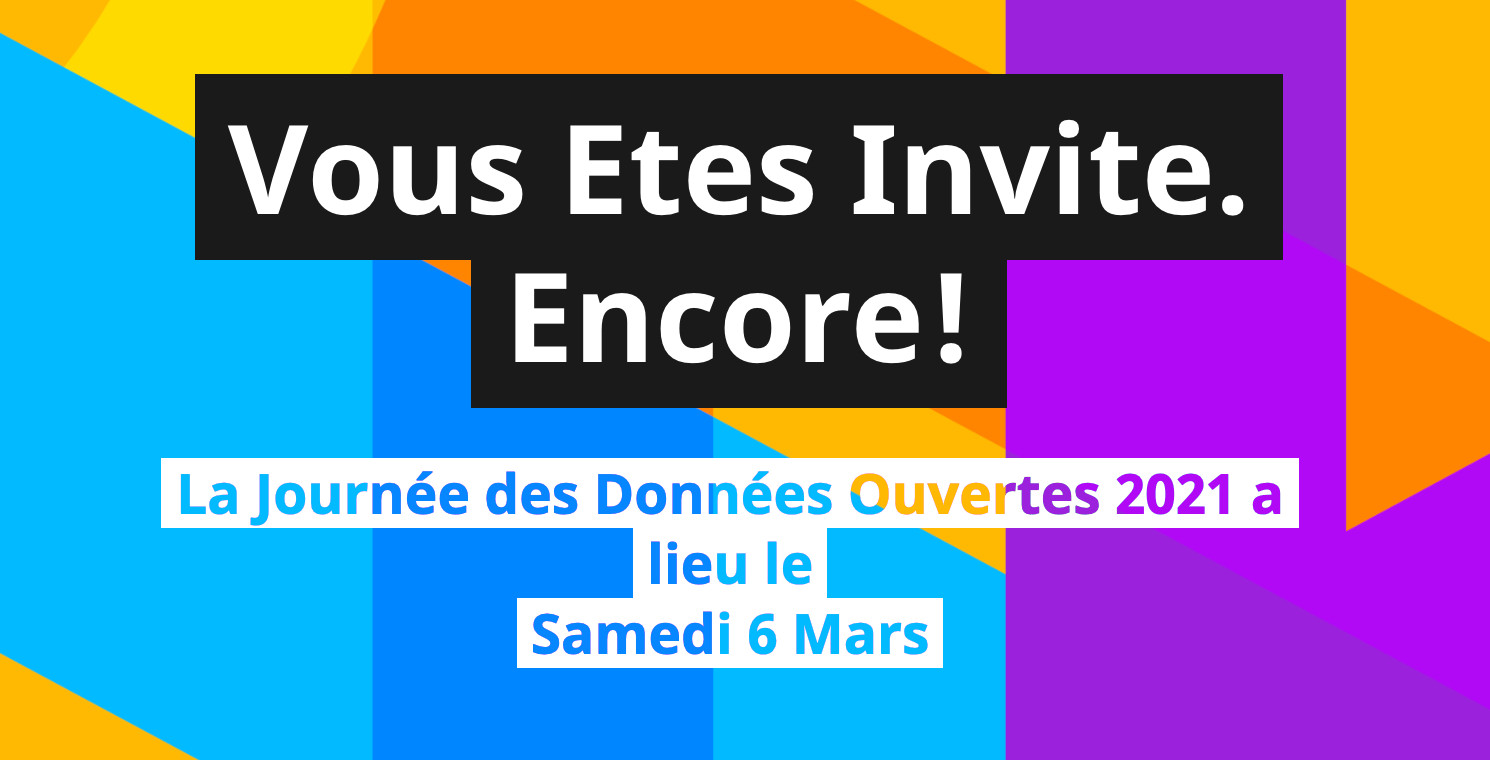 Vous Etes Invite.
Encore!
La Journée des Données Ouvertes 2021 a
lieu le
Samedi 6 Mars